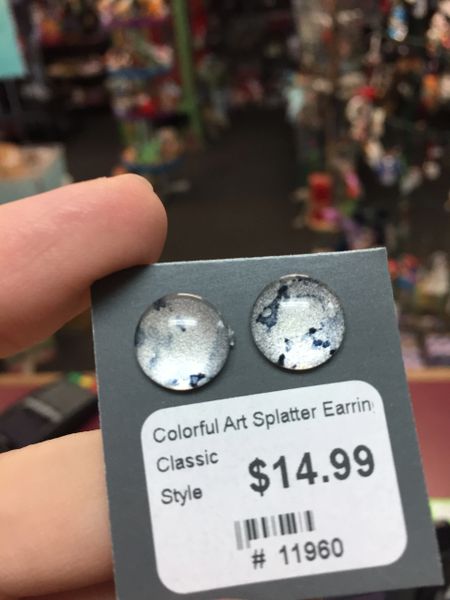 Colorful Art Splatter Earrin
Classic
Style
$14.99
# 11960